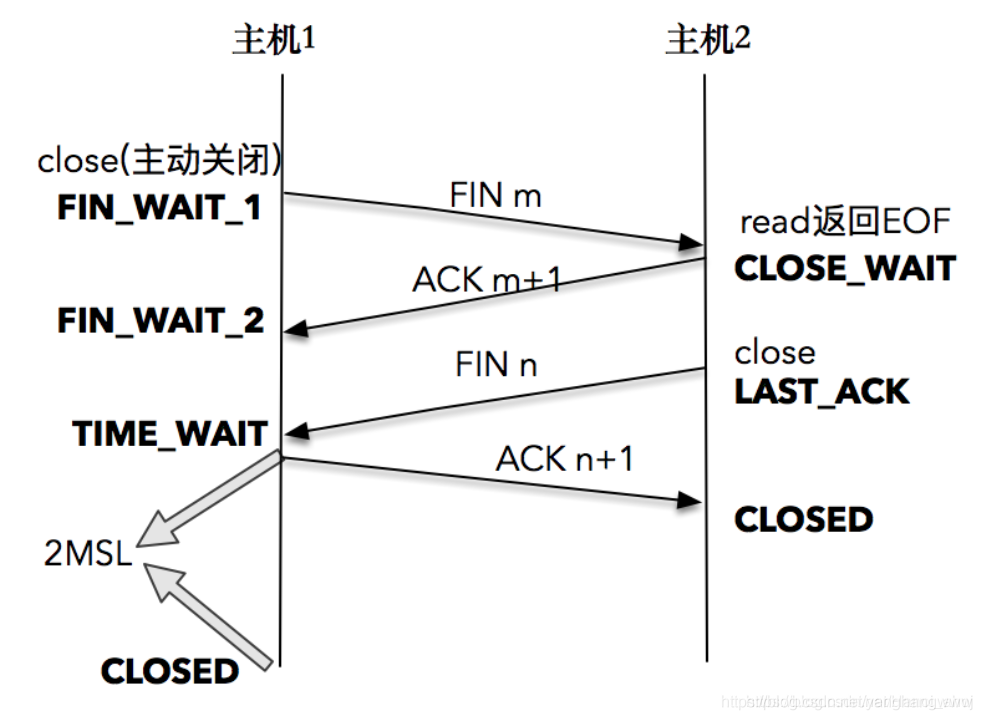 主机1
主机2
close(主动关闭)
FIN_WAIT_1
FIN m
read返回EOF
CLOSE_WAIT
ACK m+1
FIN_WAIT_2
FIN n
close
LAST_ACK
TIME_WAIT
ACK n+1
CLOSED
2MSL
CLOSED